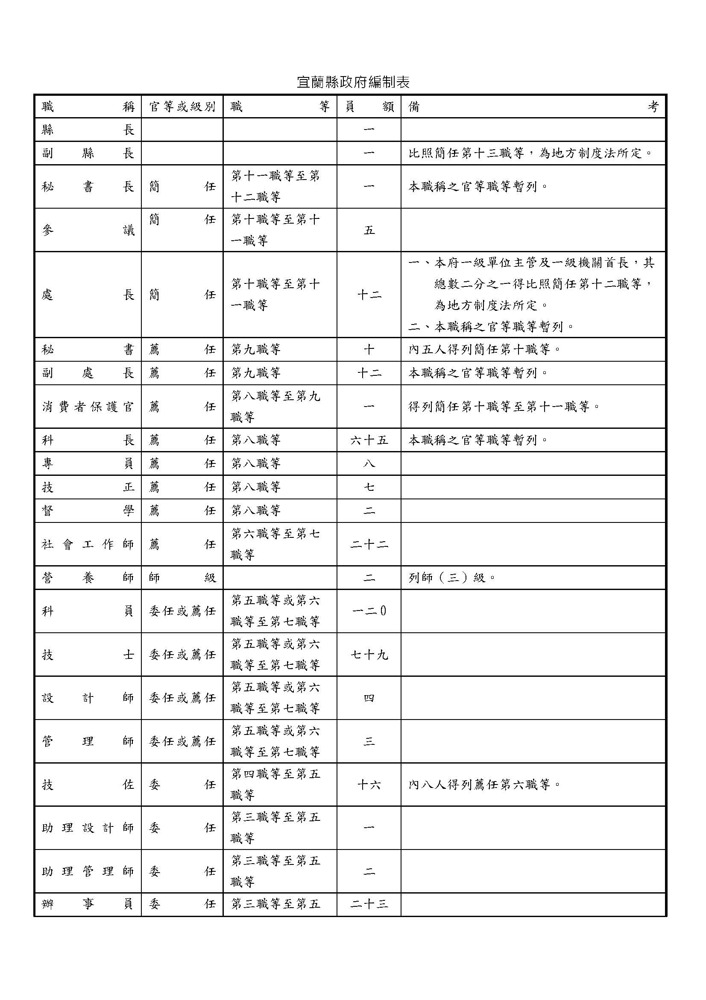 宜蘭縣政府編制表
職稱 官等或級別 職等 員額 備考
縣長 一
副縣長 一 比照簡任第十三職等，為地方制度法所定。
秘書長 簡任 第十一職等至第
十二職等 一 本職稱之官等職等暫列。
參議 簡任 第十職等至第十
一職等 五
處長 簡任 第十職等至第十
一職等 十二 一、本府一級單位主管及一級機關首長，其
總數二分之一得比照簡任第十二職等，
為地方制度法所定。
二、本職稱之官等職等暫列。
秘書 薦任 第九職等 十 內五人得列簡任第十職等。
副處長 薦任 第九職等 十二 本職稱之官等職等暫列。
消費者保護官 薦任 第八職等至第九
職等 一 得列簡任第十職等至第十一職等。
科長 薦任 第八職等 六十五 本職稱之官等職等暫列。
專員 薦任 第八職等 八
技正 薦任 第八職等 七
督學 薦任 第八職等 二
社會工作師 薦任 第六職等至第七
職等 二十二
營養師 師級 二 列師（三）級。
科員 委任或薦任 第五職等或第六
職等至第七職等 一二0
技士 委任或薦任 第五職等或第六
職等至第七職等 七十九
設計師 委任或薦任 第五職等或第六
職等至第七職等 四
管理師 委任或薦任 第五職等或第六
職等至第七職等 三
技佐 委任 第四職等至第五
職等 十六 內八人得列薦任第六職等。
助理設計師 委任 第三職等至第五
職等 一
助理管理師 委任 第三職等至第五
職等 二
辦事員 委任 第三職等至第五 二十三